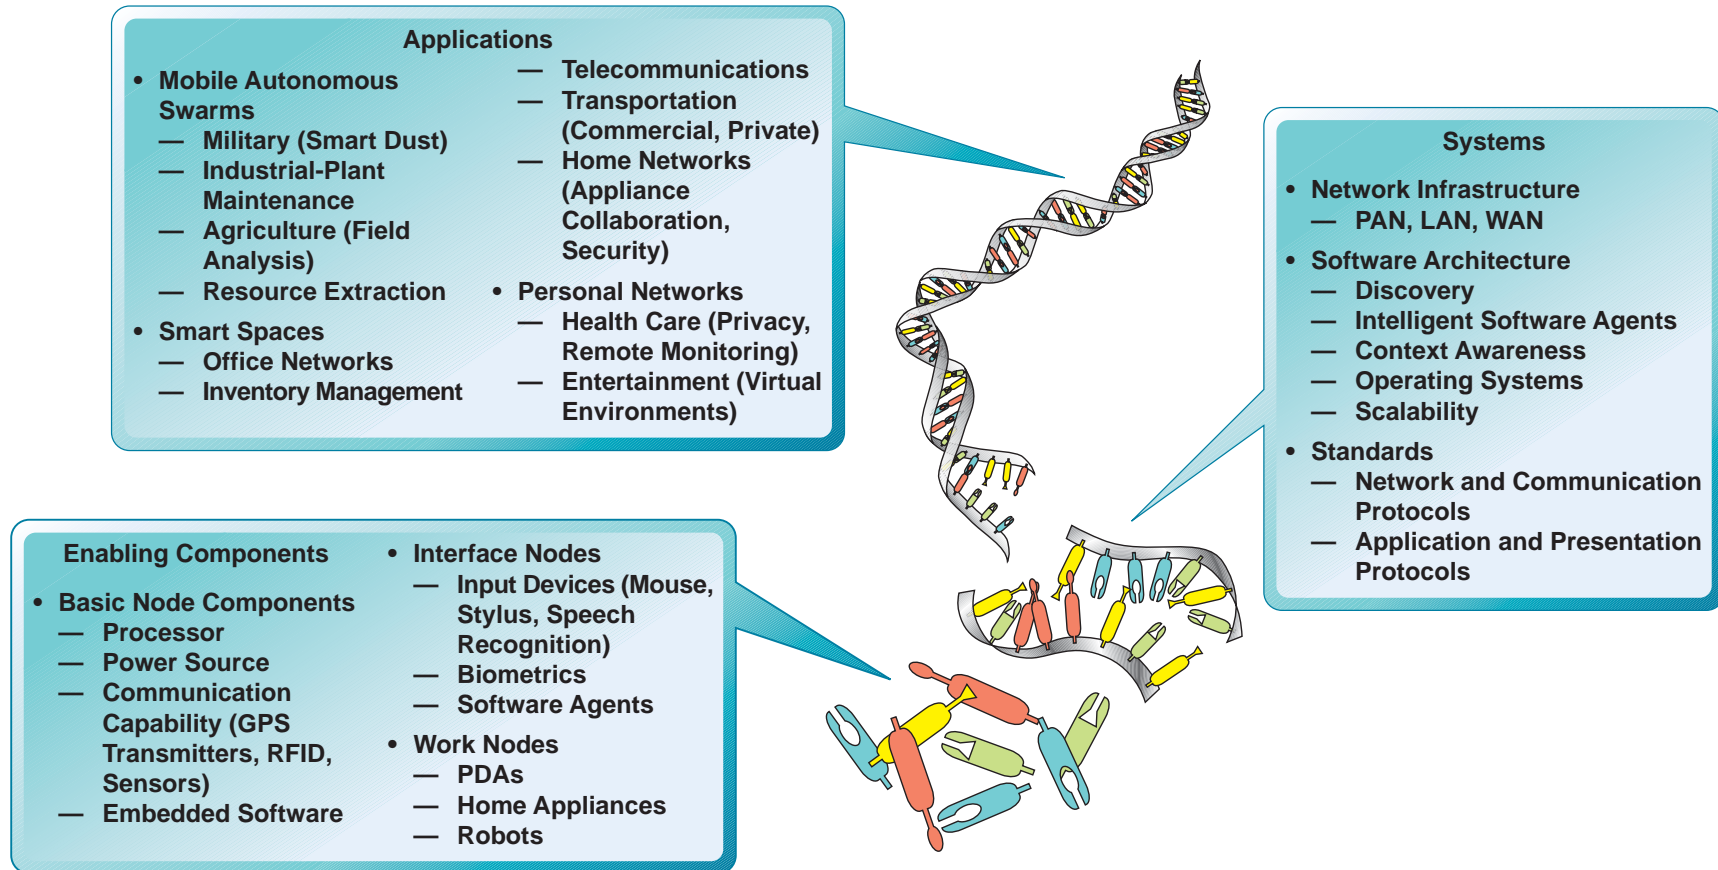 Applications
• Mobile Autonomous
Swarms
— Military (Smart Dust)
— Industrial-Plant
Maintenance
— Agriculture (Field
Analysis)
— Resource Extraction
• Smart Spaces
— Office Networks
— Inventory Management
— Telecommunications
— Transportation
(Commercial, Private)
— Home Networks
(Appliance
Collaboration,
Security)
• Personal Networks
— Health Care (Privacy,
Remote Monitoring)
— Entertainment (Virtual
Environments)
Systems
• Network Infrastructure
— PAN, LAN, WAN
• Software Architecture
— Discovery
— Intelligent Software Agents
— Context Awareness
— Operating Systems
— Scalability
• Standards
— Network and Communication
Protocols
— Application and Presentation
Protocols
Enabling Components
• Basic Node Components
— Processor
— Power Source
— Communication
Capability (GPS
Transmitters, RFID,
Sensors)
— Embedded Software
• Interface Nodes
— Input Devices (Mouse,
Stylus, Speech
Recognition)
— Biometrics
— Software Agents
• Work Nodes
— PDAs
— Home Appliances
— Robots